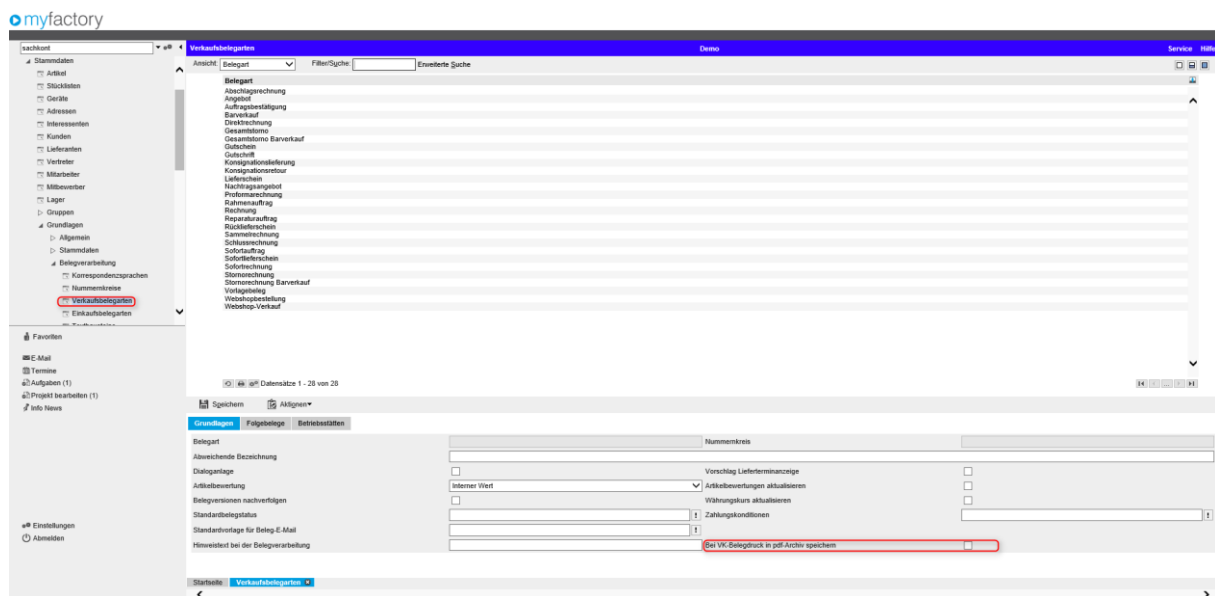 myfactory
sachkont
Verkaufsbelegarten
Demo
Service Hilfe
Stammdaten
Artikel
Stücklisten
Geräte
Adressen
Interessenten
Kunden
Lieferanten
Vertreter
Mitarbeiter
Mitbewerber
Lager
Gruppen
Grundlagen
Allgemein
Stammdaten
Belegverarbeitung
Korrespondenzsprachen
Nummernkreise
Verkaufsbelegarten
Einkaufsbelegarten
Favoriten
E-Mail
Termine
Aufgaben (1)
Projekt bearbeiten (1)
Info News
Einstellungen
Abmelden
Ansicht: Belegart Filter/Suche: Erweiterte Suche
Belegart
Abschlagsrechnung
Angebot
Auftragsbestätigung
Barverkauf
Direktrechnung
Gesamtstorno
Gesamtstorno Barverkauf
Gutschein
Gutschrift
Konsignationslieferung
Konsignationsretour
Lieferschein
Nachtragsangebot
Proformarechnung
Rahmenauftrag
Rechnung
Reparaturauftrag
Rücklieferschein
Sammelrechnung
Schlussrechnung
Sofortauftrag
Sofortlieferschein
Sofortrechnung
Stornorechnung
Stornorechnung Barverkauf
Vorlagebeleg
Webshopbestellung
Webshop-Verkauf
Datensätze 1 - 28 von 28
Speichern Aktionen
Grundlagen Folgebelege Betriebsstätten
Belegart Nummernkreis
Abweichende Bezeichnung
Dialoganlage Vorschlag Lieferterminanzeige
Artikelbewertung Interner Wert Artikelbewertungen aktualisieren
Belegversionen nachverfolgen Währungskurs aktualisieren
Standardbelegstatus Zahlungskonditionen
Standardvorlage für Beleg-E-Mail
Hinweistext bei der Belegverarbeitung Bei VK-Belegdruck in pdf-Archiv speichern
Startseite Verkaufsbelegarten